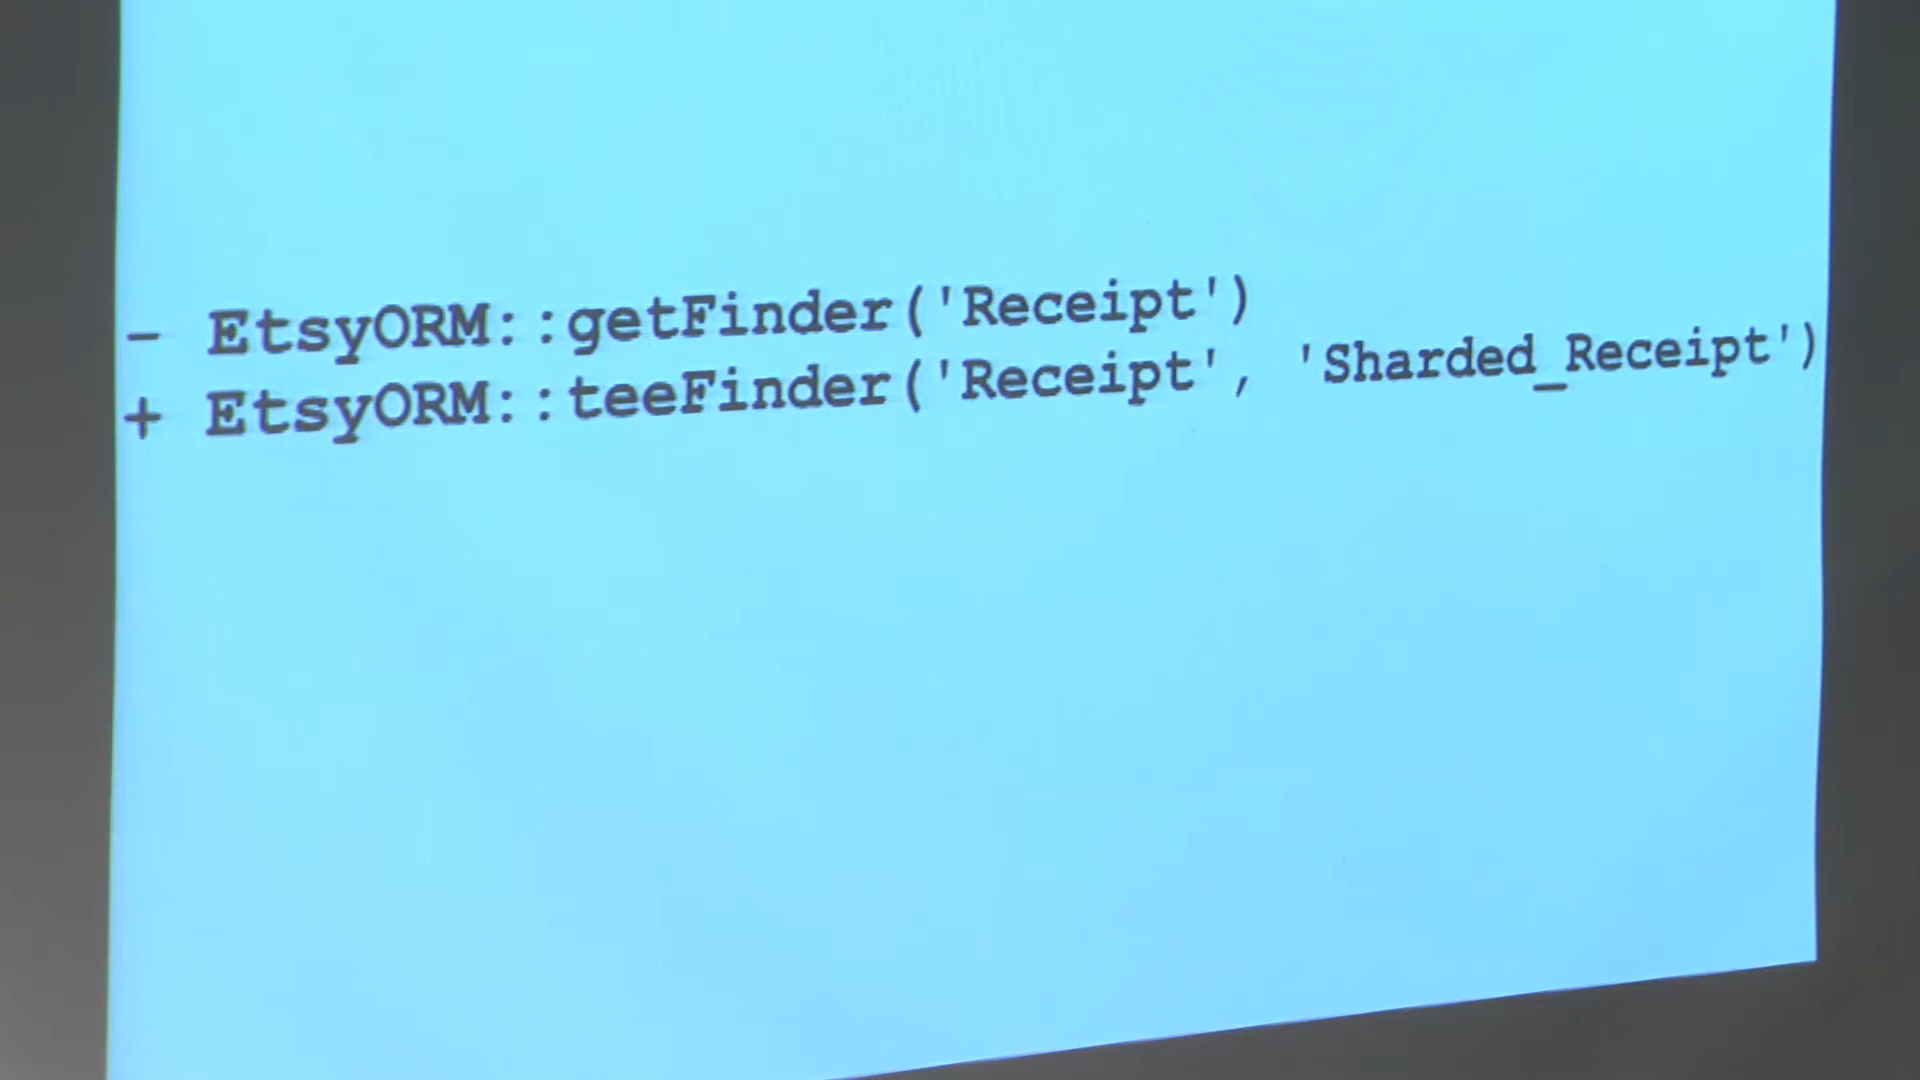 - EtsyORM::getFinder('Receipt')
+ EtsyORM::teeFinder('Receipt', 'Sharded_Receipt')